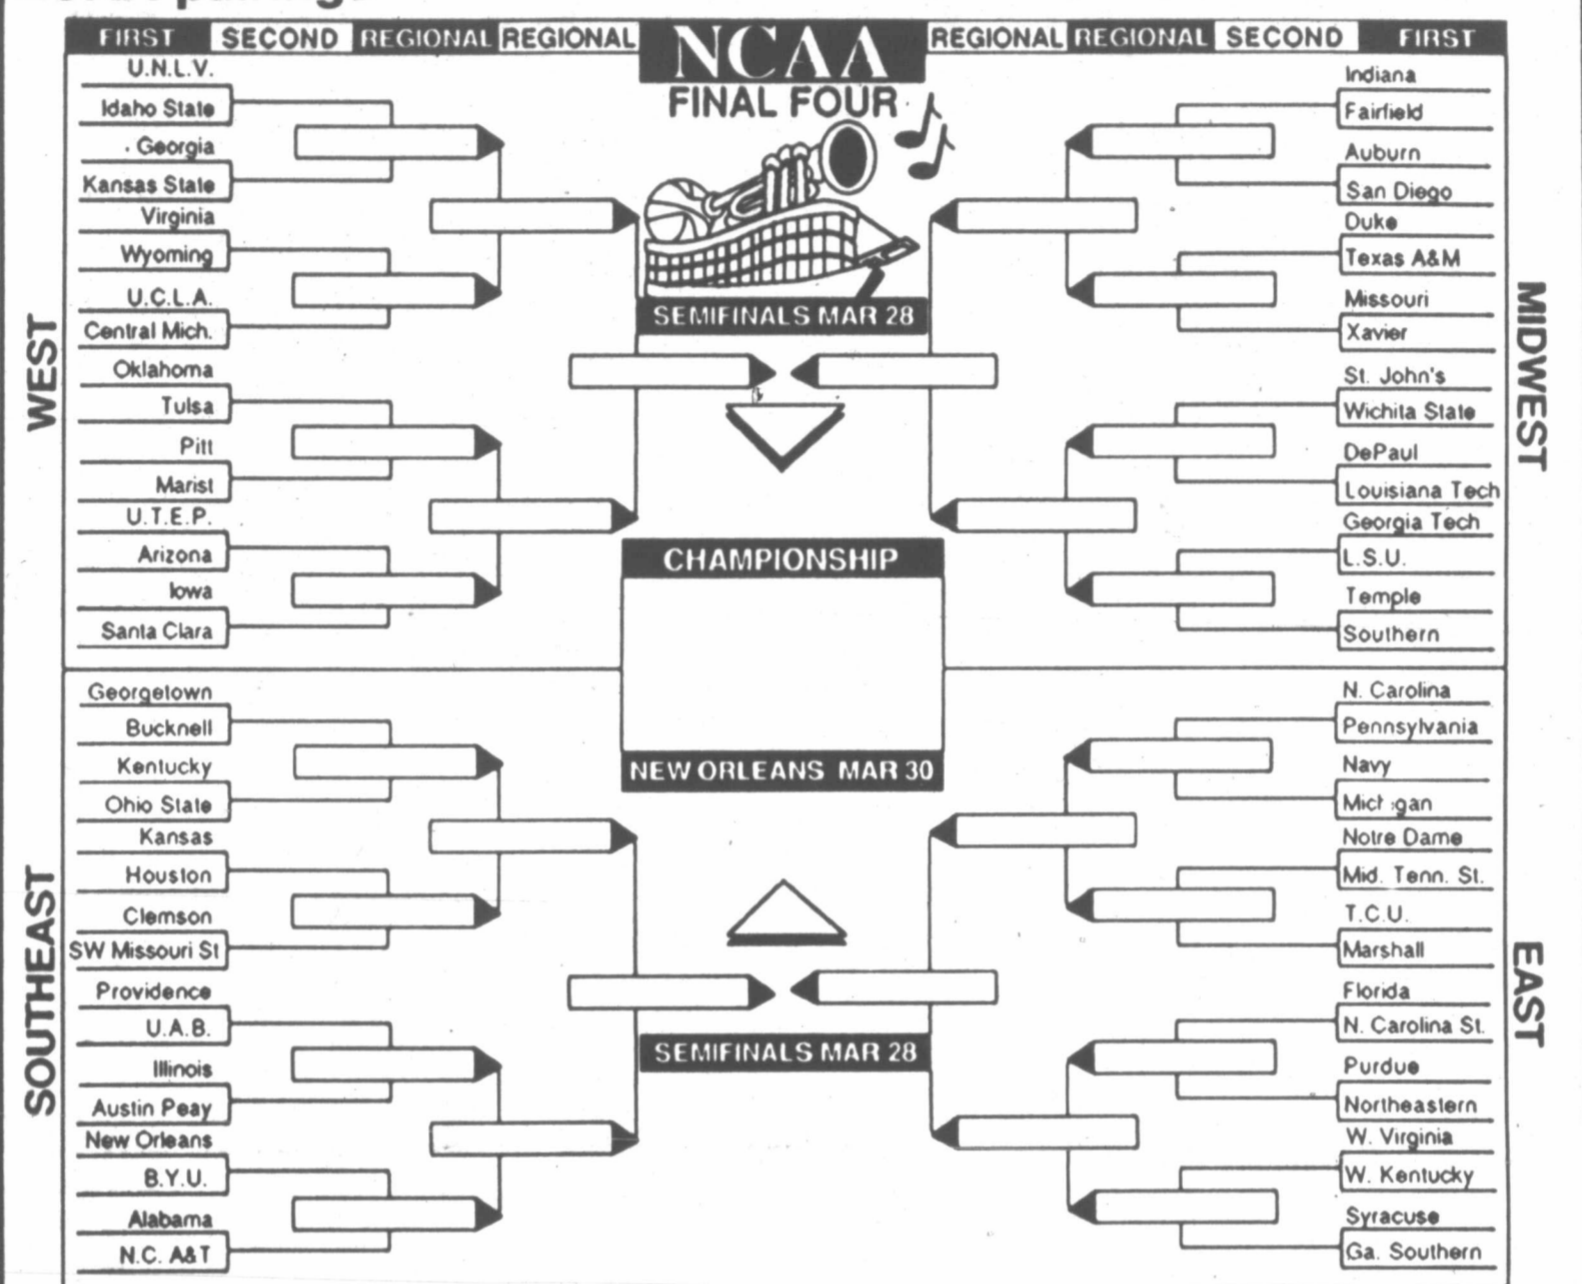 FIRST SECOND REGIONAL REGIONAL NCAA REGIONAL REGIONAL SECOND FIRST
FINAL FOUR
WEST
U.N.L.V.
Idaho State
Georgia
Kansas State
Virginia
Wyoming
U.C.L.A.
Central Mich.
Oklahoma
Tulsa
Pitt
Marist
U.T.E.P.
Arizona
Iowa
Santa Clara
SOUTHEAST
Georgetown
Bucknell
Kentucky
Ohio State
Kansas
Houston
Clemson
SW Missouri St
Providence
U.A.B.
Illinois
Austin Peay
New Orleans
B.Y.U.
Alabama
N.C. A&T
SEMIFINALS MAR 28
CHAMPIONSHIP
NEW ORLEANS MAR 30
SEMIFINALS MAR 28
MIDWEST
Indiana
Fairfield
Auburn
San Diego
Duke
Texas A&M
Missouri
Xavier
St. John's
Wichita State
DePaul
Louisiana Tech
Georgia Tech
L.S.U.
Temple
Southern
EAST
N. Carolina
Pennsylvania
Navy
Michigan
Notre Dame
Mid. Tenn. St.
T.C.U.
Marshall
Florida
N. Carolina St.
Purdue
Northeastern
W. Virginia
W. Kentucky
Syracuse
Ga. Southern